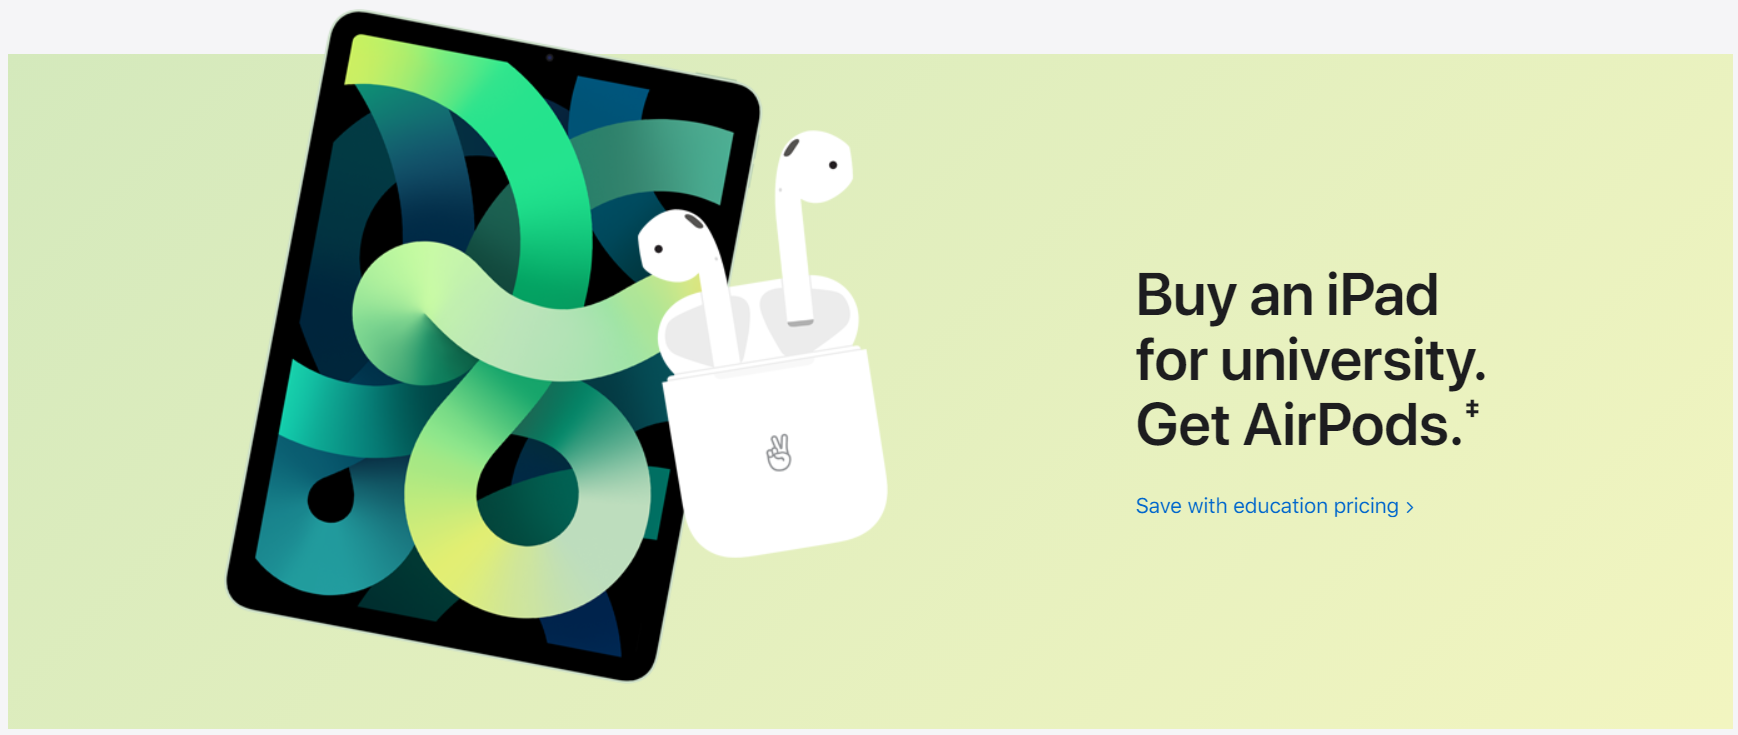 Buy an iPad
for university.
Get AirPods.‡
Save with education pricing >